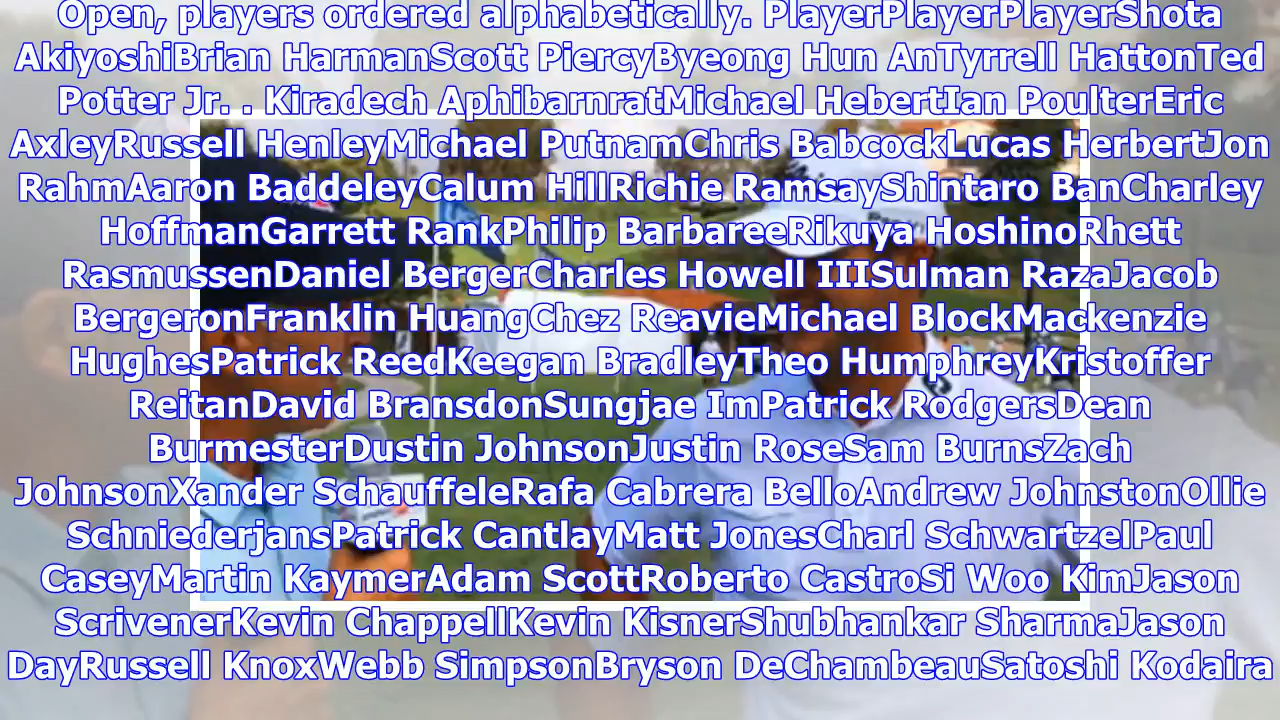 Open, players ordered alphabetically. PlayerPlayerPlayerShota
AkiyoshiBrian HarmanScott PiercyByeong Hun AnTyrrell HattonTed
Potter Jr. . Kiradech AphibarnratMichael HebertIan PoulterEric
AxleyRussell HenleyMichael PutnamChris BabcockLucas HerbertJon
RahmAaron BaddeleyCalum HillRichie RamsayShintaro BanCharley
HoffmanGarrett RankPhilip BarbareeRikuya HoshinoRhett
RasmussenDaniel BergerCharles Howell IIISulman RazaJacob
BergeronFranklin HuangChez ReavieMichael BlockMackenzie
HughesPatrick ReedKeegan BradleyTheo HumphreyKristoffer
ReitanDavid BransdonSungjae ImPatrick RodgersDean
BurmesterDustin JohnsonJustin RoseSam BurnsZach
JohnsonXander SchauffeleRafa Cabrera BelloAndrew JohnstonOllie
SchniederjansPatrick CantlayMatt JonesCharl SchwartzelPaul
CaseyMartin KaymerAdam ScottRoberto CastroSi Woo KimJason
ScrivenerKevin ChappellKevin KisnerShubhankar SharmaJason
DayRussell KnoxWebb SimpsonBryson DeChambeauSatoshi Kodaira